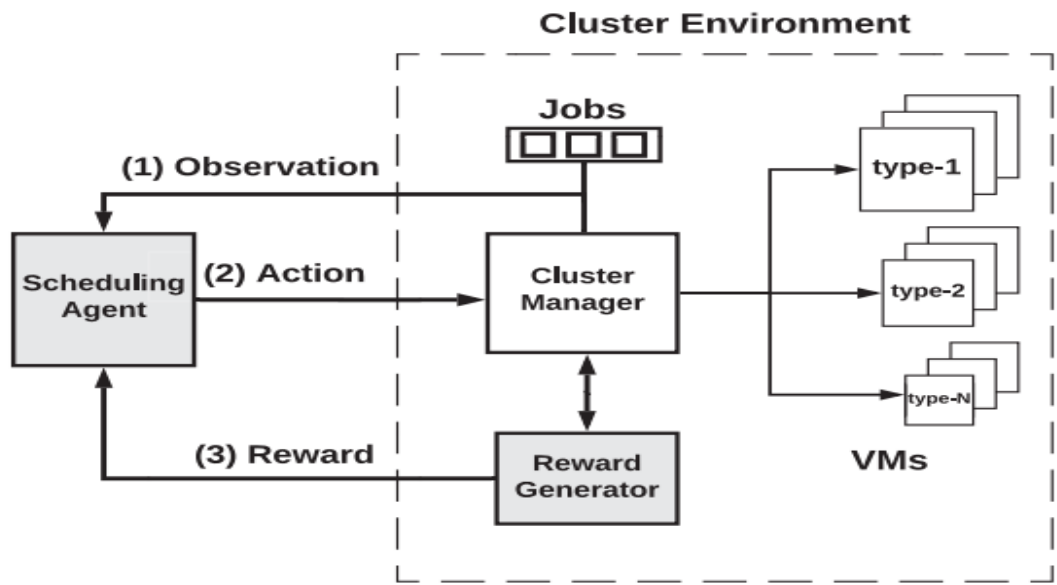 Cluster Environment
Jobs
(1) Observation
type-1
Scheduling
Agent
(2) Action
Cluster
Manager
type-2
type-N
(3) Reward
Reward
Generator
VMs